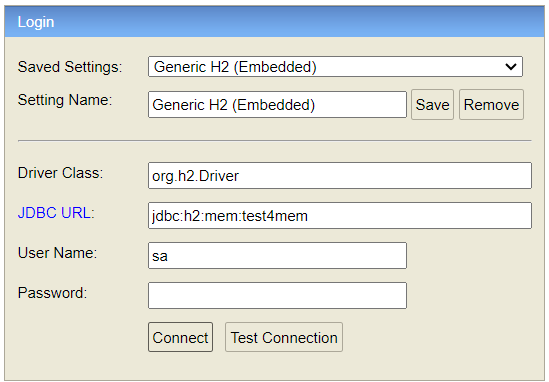 Login
Saved Settings: Generic H2 (Embedded)
Setting Name: Generic H2 (Embedded) Save Remove
Driver Class: org.h2.Driver
JDBC URL: jdbc:h2:mem:test4mem
User Name: sa
Password:
Connect Test Connection